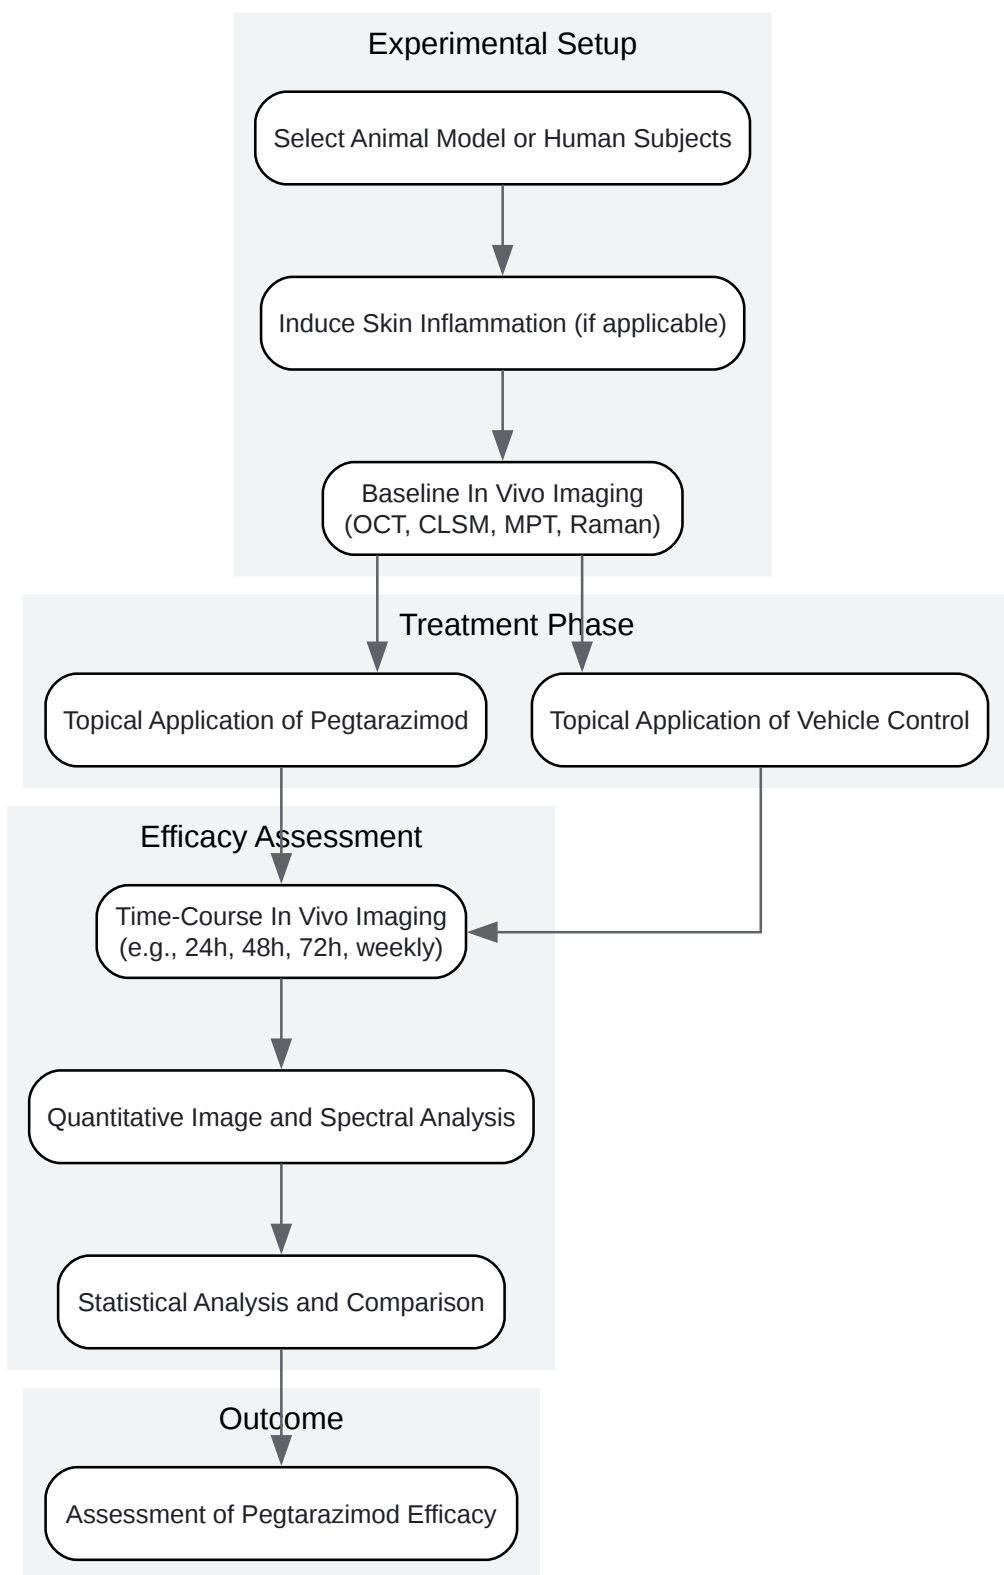 Experimental Setup
Select Animal Model or Human Subjects
Induce Skin Inflammation (if applicable)
Baseline In Vivo Imaging
(OCT, CLSM, MPT, Raman)
Treatment Phase
Topical Application of Pegtarazimod
Topical Application of Vehicle Control
Efficacy Assessment
Time-Course In Vivo Imaging
(e.g., 24h, 48h, 72h, weekly)
Quantitative Image and Spectral Analysis
Statistical Analysis and Comparison
Outcome
Assessment of Pegtarazimod Efficacy